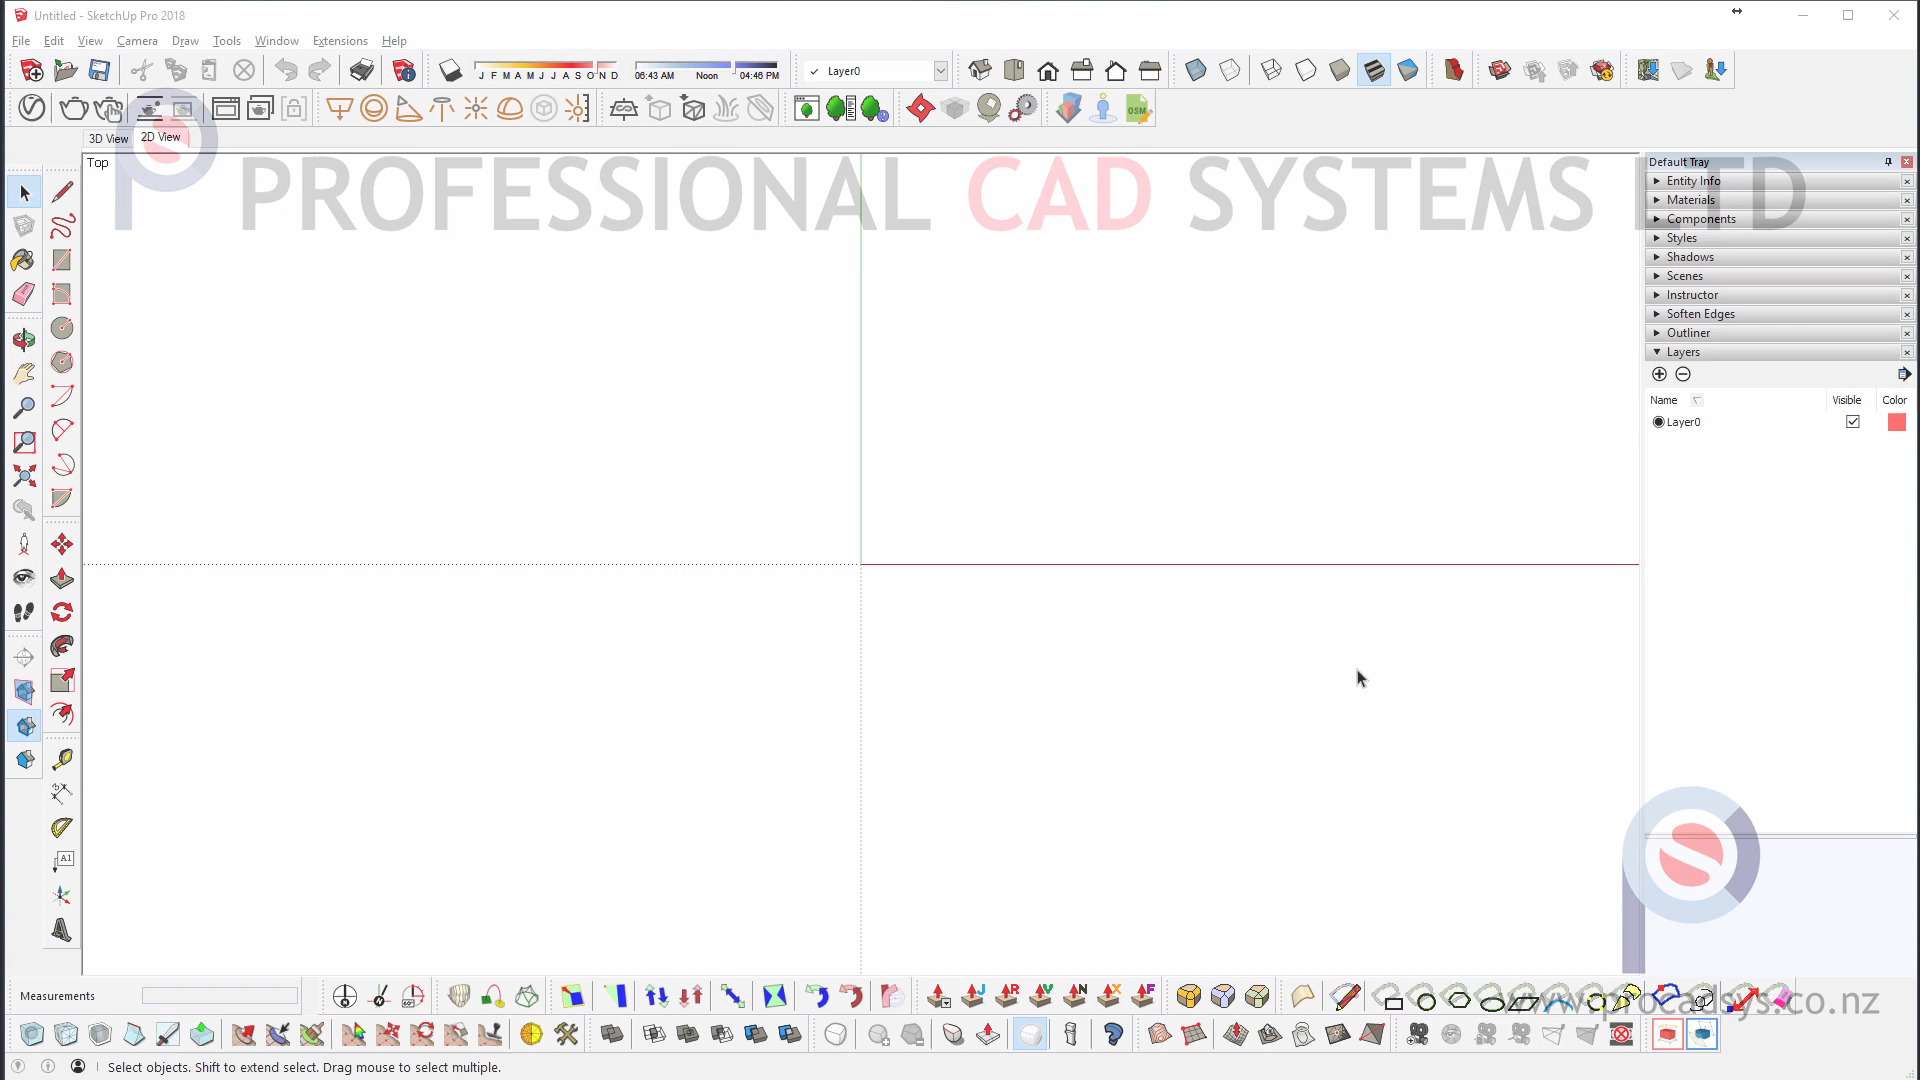 Untitled - SketchUp Pro 2018
File Edit View Camera Draw Tools Window Extensions Help
J F M A M J J A S O N D
06:43 AM Noon 04:46 PM
Layer0
OSM
3D View 2D View
Top
PROFESSIONAL CAD SYSTEMS LTD
Default Tray
Entity Info
Materials
Components
Styles
Shadows
Scenes
Instructor
Soften Edges
Outliner
Layers
Name Visible Color
Layer0
A1
Measurements
J R V N X F
www.procadsys.co.nz
Select objects. Shift to extend select. Drag mouse to select multiple.